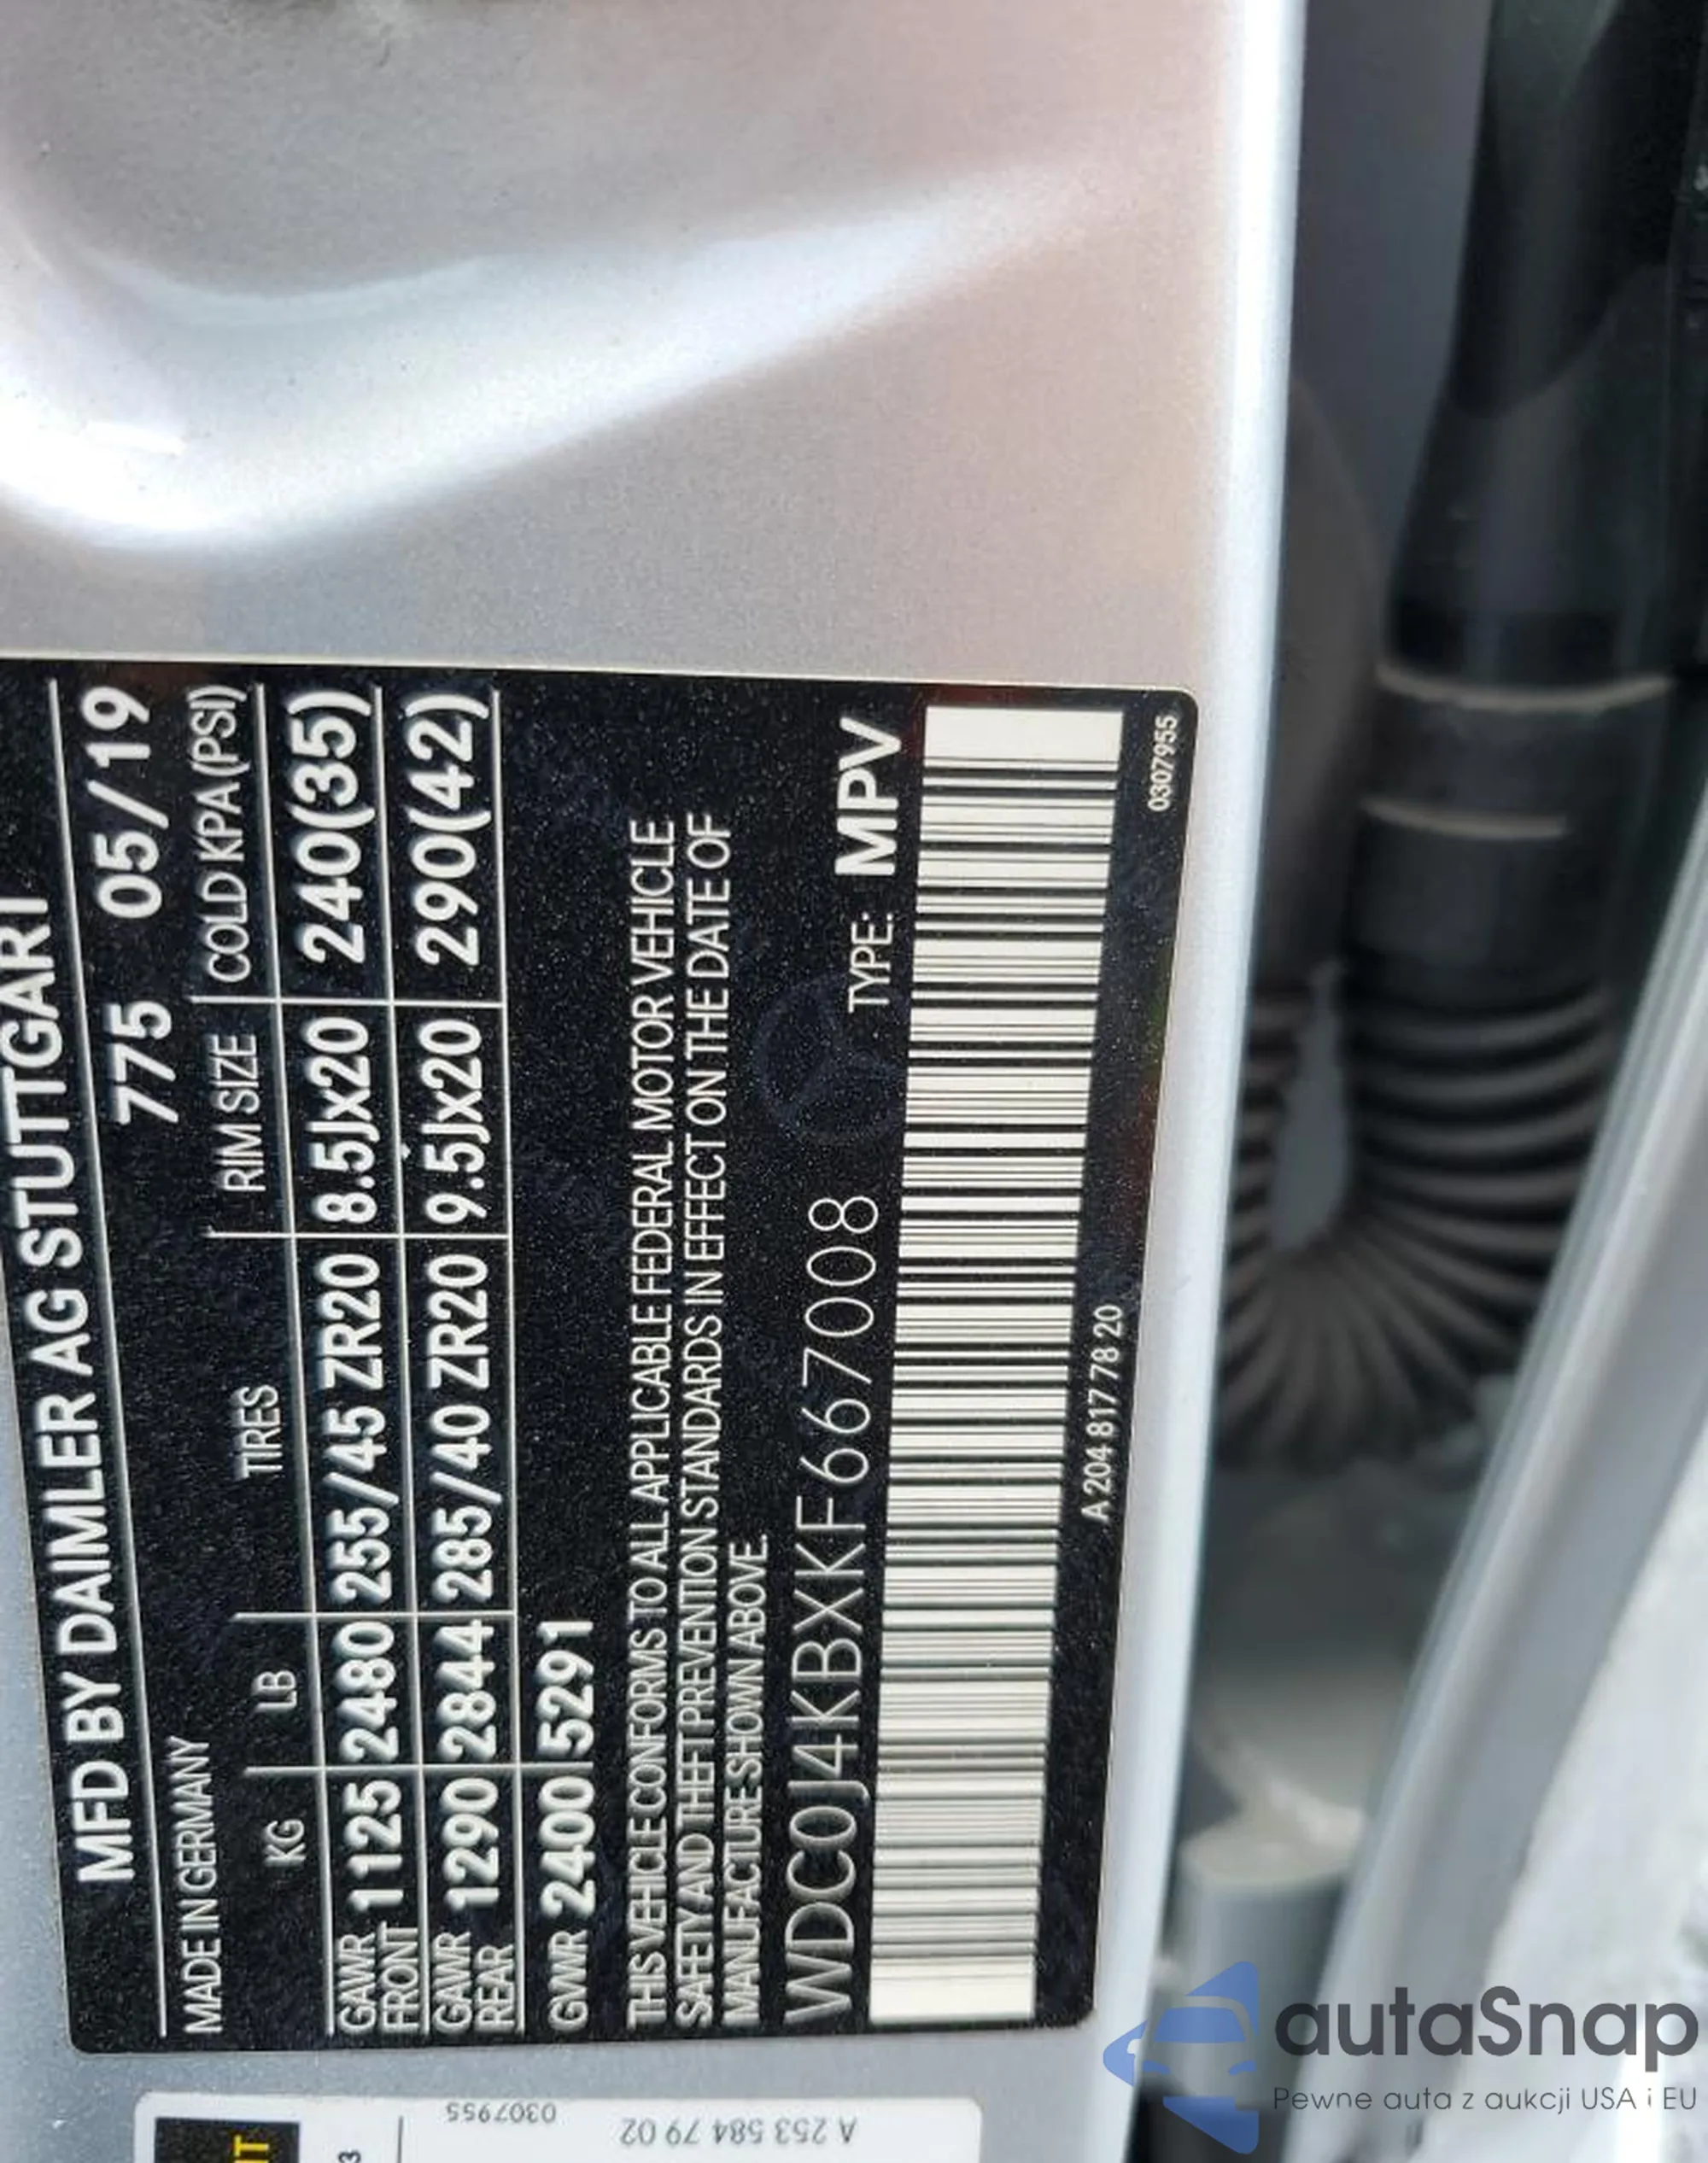 MFD BY DAIMLER AG STUTTGART
MADE IN GERMANY 775 05/19
KG LB TIRES RIM SIZE COLD KPA (PSI)
GAWR FRONT 1125 2480 255/45 ZR20 8.5Jx20 240(35)
GAWR REAR 1290 2844 285/40 ZR20 9.5Jx20 290(42)
GVWR 2400 5291
THIS VEHICLE CONFORMS TO ALL APPLICABLE FEDERAL MOTOR VEHICLE
SAFETY AND THEFT PREVENTION STANDARDS IN EFFECT ON THE DATE OF
MANUFACTURE SHOWN ABOVE.
WDC0J4KBXKF667008 TYPE: MPV
A 204 817 78 20
0307955
A 253 584 79 02
0307955
autaSnap
Pewne auta z aukcji USA i EU